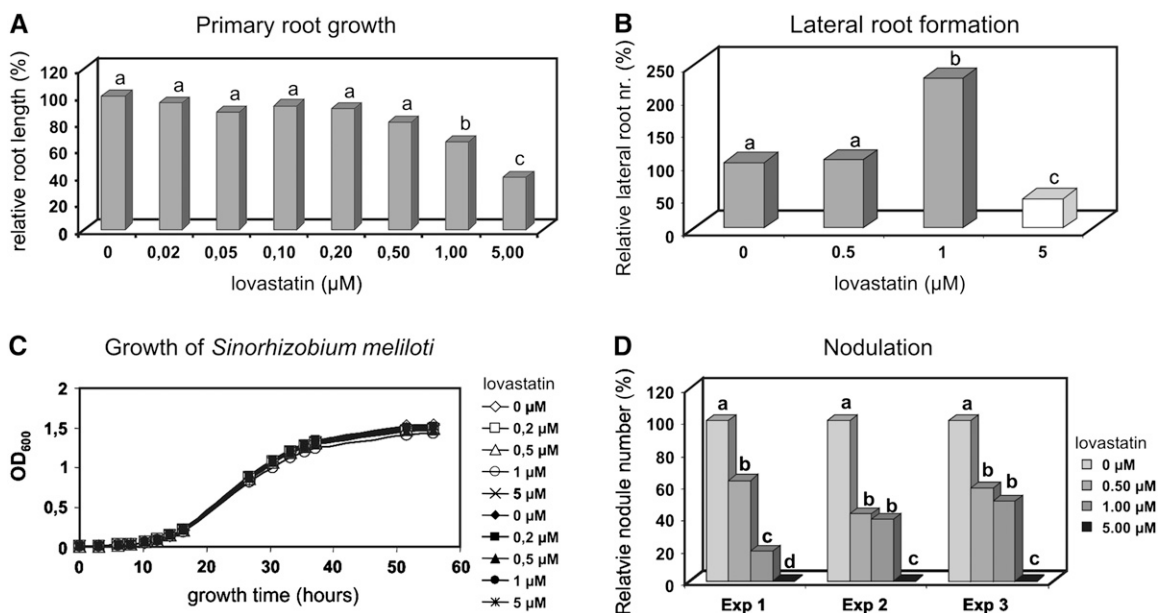 A Primary root growth
relative root length (%)
120
100
80
60
40
20
0
a a a a a a b c
0 0,02 0,05 0,10 0,20 0,50 1,00 5,00
lovastatin (µM)
B Lateral root formation
Relative lateral root nr. (%)
250
200
150
100
50
0
a a b c
0 0.5 1 5
lovastatin (µM)
C Growth of Sinorhizobium meliloti
OD600
2
1,5
1
0,5
0
0 10 20 30 40 50 60
growth time (hours)
lovastatin
0 µM
0,2 µM
0,5 µM
1 µM
5 µM
0 µM
0,2 µM
0,5 µM
1 µM
5 µM
D Nodulation
Relatvie nodule number (%)
120
100
80
60
40
20
0
a b c d a b b c a b b c
Exp 1 Exp 2 Exp 3
lovastatin
0 µM
0.50 µM
1.00 µM
5.00 µM